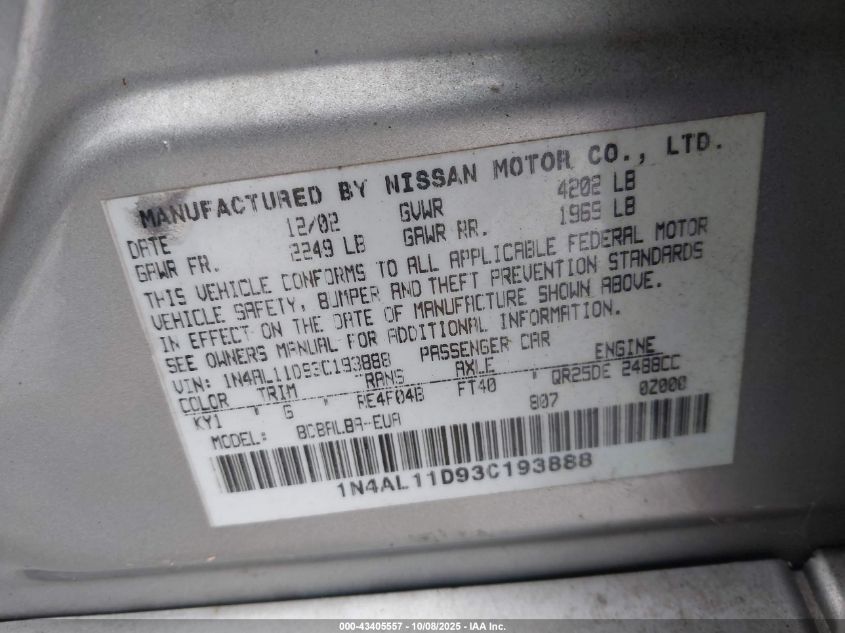 MANUFACTURED BY NISSAN MOTOR CO., LTD.
DATE 12/02 GVWR 4202 LB
GAWR FR. 2249 LB GAWR RR. 1969 LB
THIS VEHICLE CONFORMS TO ALL APPLICABLE FEDERAL MOTOR
VEHICLE SAFETY, BUMPER AND THEFT PREVENTION STANDARDS
IN EFFECT ON THE DATE OF MANUFACTURE SHOWN ABOVE.
SEE OWNERS MANUAL FOR ADDITIONAL INFORMATION.
VIN: 1N4AL11D93C193888 PASSENGER CAR
COLOR TRIM TRANS AXLE ENGINE
KY1 * G * RE4F04B FT40 * QR25DE 2488CC
MODEL: BCBALBA-EUA 807 0Z000
1N4AL11D93C193888
000-43405557 - 10/08/2025 - IAA Inc.